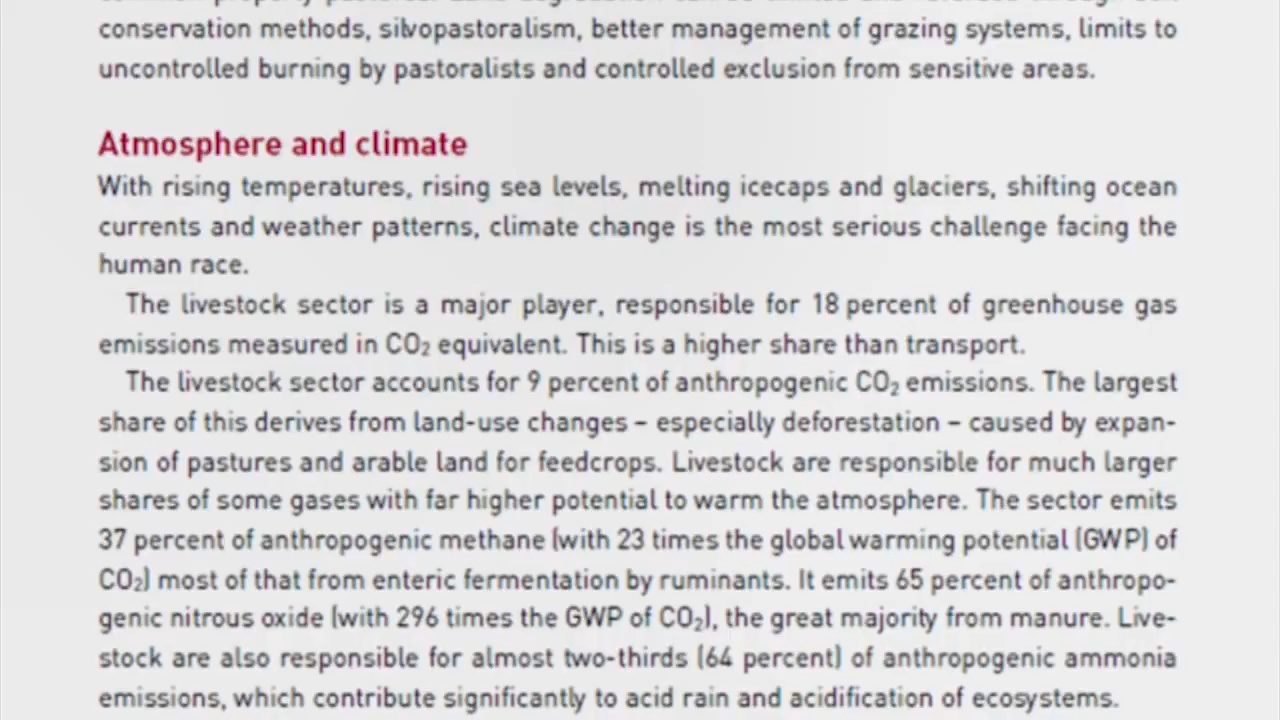 conservation methods, silvopastoralism, better management of grazing systems, limits to
uncontrolled burning by pastoralists and controlled exclusion from sensitive areas.
Atmosphere and climate
With rising temperatures, rising sea levels, melting icecaps and glaciers, shifting ocean
currents and weather patterns, climate change is the most serious challenge facing the
human race.
The livestock sector is a major player, responsible for 18 percent of greenhouse gas
emissions measured in CO₂ equivalent. This is a higher share than transport.
The livestock sector accounts for 9 percent of anthropogenic CO₂ emissions. The largest
share of this derives from land-use changes – especially deforestation – caused by expan-
sion of pastures and arable land for feedcrops. Livestock are responsible for much larger
shares of some gases with far higher potential to warm the atmosphere. The sector emits
37 percent of anthropogenic methane (with 23 times the global warming potential (GWP) of
CO₂) most of that from enteric fermentation by ruminants. It emits 65 percent of anthropo-
genic nitrous oxide (with 296 times the GWP of CO₂), the great majority from manure. Live-
stock are also responsible for almost two-thirds (64 percent) of anthropogenic ammonia
emissions, which contribute significantly to acid rain and acidification of ecosystems.